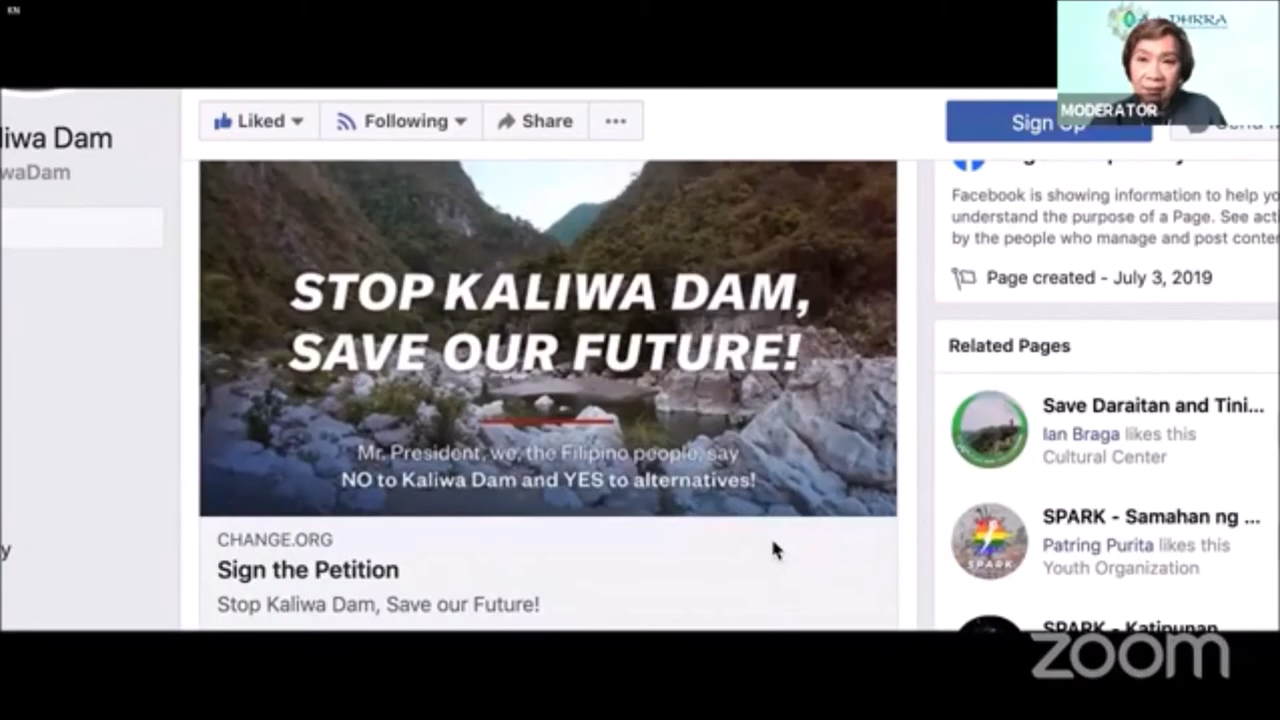 KN
DHRRA
MODERATOR
liwa Dam
waDam
Liked
Following
Share
Sign Up
Facebook is showing information to help yo
understand the purpose of a Page. See act
by the people who manage and post conter
Page created - July 3, 2019
STOP KALIWA DAM,
SAVE OUR FUTURE!
Mr. President, we, the Filipino people, say
NO to Kaliwa Dam and YES to alternatives!
CHANGE.ORG
Sign the Petition
Stop Kaliwa Dam, Save our Future!
Related Pages
Save Daraitan and Tini...
Ian Braga likes this
Cultural Center
SPARK - Samahan ng ...
SPARK
Patring Purita likes this
Youth Organization
SPARK - Katipunan
y
zoom